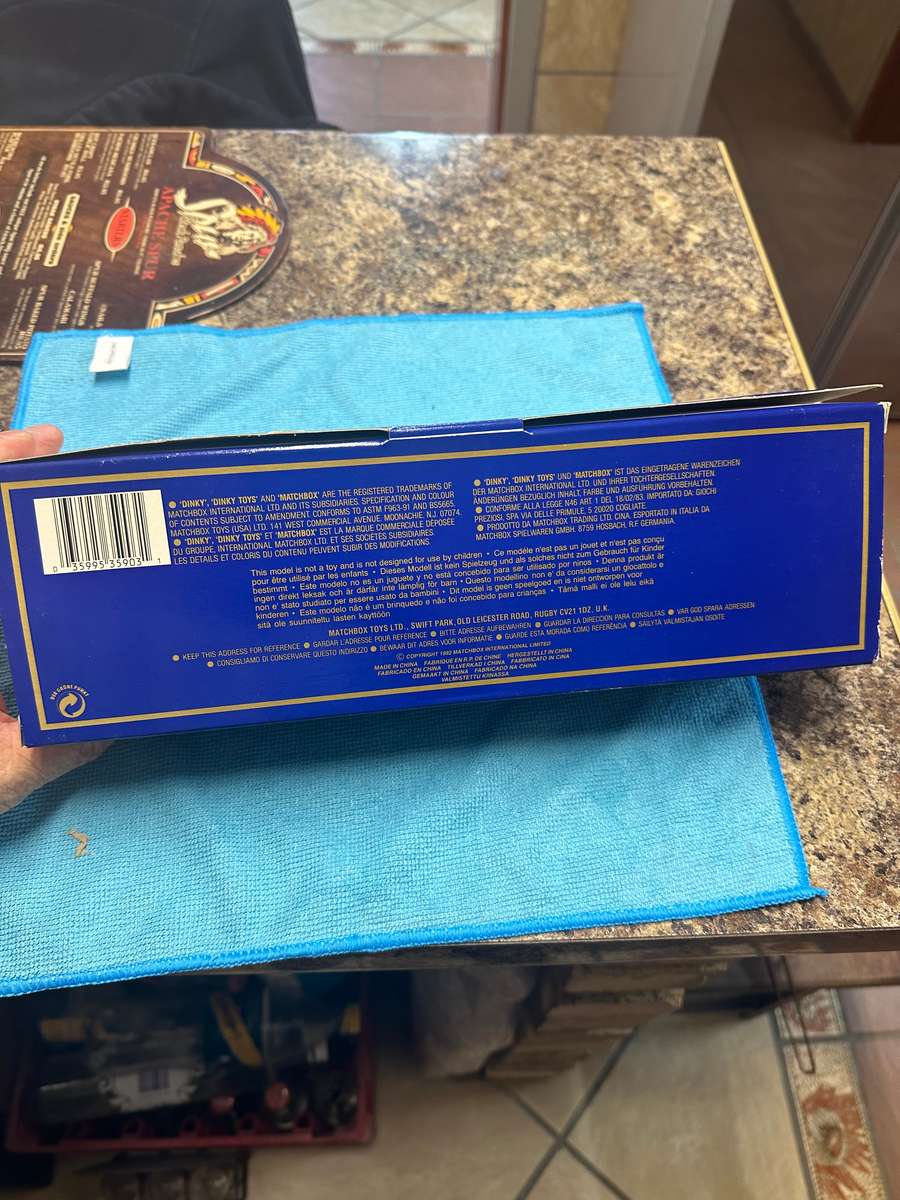 APACHE SPUR
Spur
● 'DINKY', 'DINKY TOYS' AND 'MATCHBOX' ARE THE REGISTERED TRADEMARKS OF
MATCHBOX INTERNATIONAL LTD AND ITS SUBSIDIARIES. SPECIFICATION AND COLOUR
OF CONTENTS SUBJECT TO AMENDMENT CONFORMS TO ASTM F963-91 AND BS5665.
MATCHBOX TOYS (USA) LTD. 141 WEST COMMERCIAL AVENUE. MOONACHIE, N.J. 07074.
● 'DINKY', 'DINKY TOYS' ET 'MATCHBOX' EST LA MARQUE COMMERCIALE DÉPOSÉE
DU GROUPE, INTERNATIONAL MATCHBOX LTD. ET SES SOCIÉTÉS SUBSIDIAIRES.
LES DETAILS ET COLORIS DU CONTENU PEUVENT SUBIR DES MODIFICATIONS.
● 'DINKY', 'DINKY TOYS' UND 'MATCHBOX' IST DAS EINGETRAGENE WARENZEICHEN
DER MATCHBOX INTERNATIONAL LTD. UND IHRER TOCHTERGESELLSCHAFTEN.
ÄNDERUNGEN BEZÜGLICH INHALT, FARBE UND AUSFÜHRUNG VORBEHALTEN.
● CONFORME ALLA LEGGE N46 ART 1 DEL 18/02/83. IMPORTATO DA: GIOCHI
PREZIOSI, SPA VIA DELLE PRIMULE, 5 20020 COGLIATE.
● PRODOTTO DA MATCHBOX TRADING LTD. CINA. ESPORTATO IN ITALIA DA
MATCHBOX SPIELWAREN GMBH. 8759 HÖSBACH, R.F GERMANIA.
0 35995 35903 1
This model is not a toy and is not designed for use by children • Ce modéle n'est pas un jouet et n'est pas conçu
pour être utilisé par les enfants • Dieses Modell ist kein Spielzeug und als solches nicht zum Gebrauch für Kinder
bestimmt • Este modelo no es un juguete y no está concebido para ser utilizado por ninos • Denna produkt är
ingen direkt leksak och är därför inte lämplig för barn • Questo modellino non e' da considerarsi un giocattolo e
non e' stato studiato per essere usato da bambini • Dit model is geen speelgoed en is niet ontworpen voor
kinderen • Este modelo não è um brinquedo e não foi concebido para crianças • Tämä malli ei ole lelu eikä
sitä ole suunniteltu lasten käyttöön
MATCHBOX TOYS LTD., SWIFT PARK, OLD LEICESTER ROAD, RUGBY CV21 1DZ, U.K.
● KEEP THIS ADDRESS FOR REFERENCE ● GARDAR L'ADRESSE POUR REFERENCE ● BITTE ADRESSE AUFBEWAHREN ● GUARDAR LA DIRECCIÓN PARA CONSULTAS ● VAR GOD SPARA ADRESSEN
● CONSIGLIAMO DI CONSERVARE QUESTO INDIRIZZO ● BEWAAR DIT ADRES VOOR INFORMATIE ● GUARDE ESTA MORADA COMO REFERÊNCIA ● SÄILYTÄ VALMISTAJAN OSOITE
© COPYRIGHT 1992 MATCHBOX INTERNATIONAL LIMITED
MADE IN CHINA FABRIQUE EN R.P. DE CHINE HERGESTELLT IN CHINA
FABRICADO EN CHINA TILLVERKAD I CHINA FABBRICATO IN CINA
GEMAAKT IN CHINA FABRICADO NA CHINA
VALMISTETTU KIINASSA
DER GRÜNE PUNKT